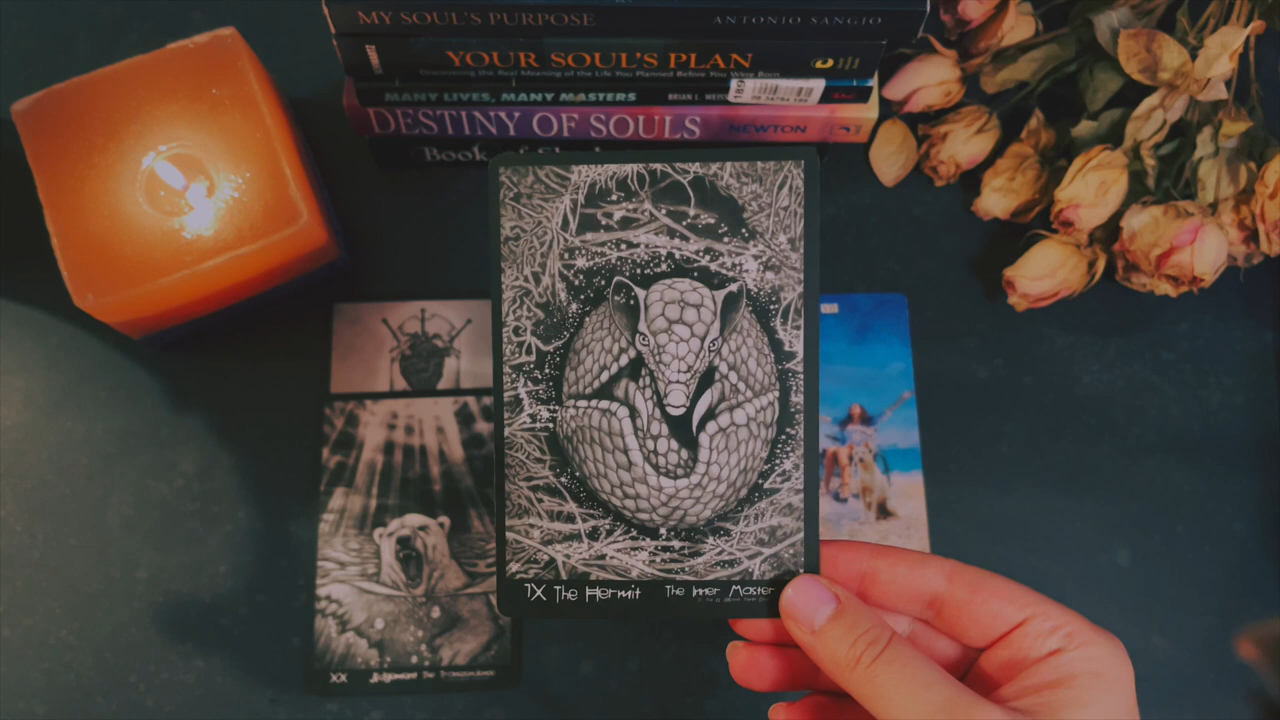 MY SOUL'S PURPOSE ANTONIO SANGIO
YOUR SOUL'S PLAN
Discovering the Real Meaning of the Life You Planned Before You Were Born
MANY LIVES, MANY MASTERS BRIAN L. WEISS
DESTINY OF SOULS NEWTON
Book of
IX The Hermit The Inner Master
XX Judgement The